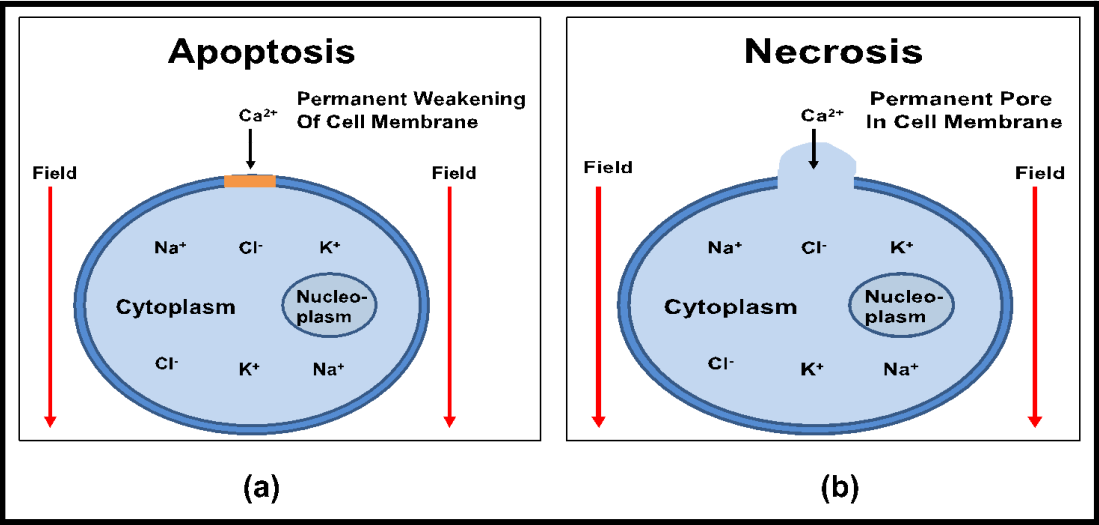 Apoptosis
Permanent Weakening
Of Cell Membrane
Ca²⁺
Field
Field
Na⁺ Cl⁻ K⁺
Cytoplasm
Nucleo-
plasm
Cl⁻ K⁺ Na⁺
(a)
Necrosis
Permanent Pore
In Cell Membrane
Ca²⁺
Field
Field
Na⁺ Cl⁻ K⁺
Cytoplasm
Nucleo-
plasm
Cl⁻ K⁺ Na⁺
(b)